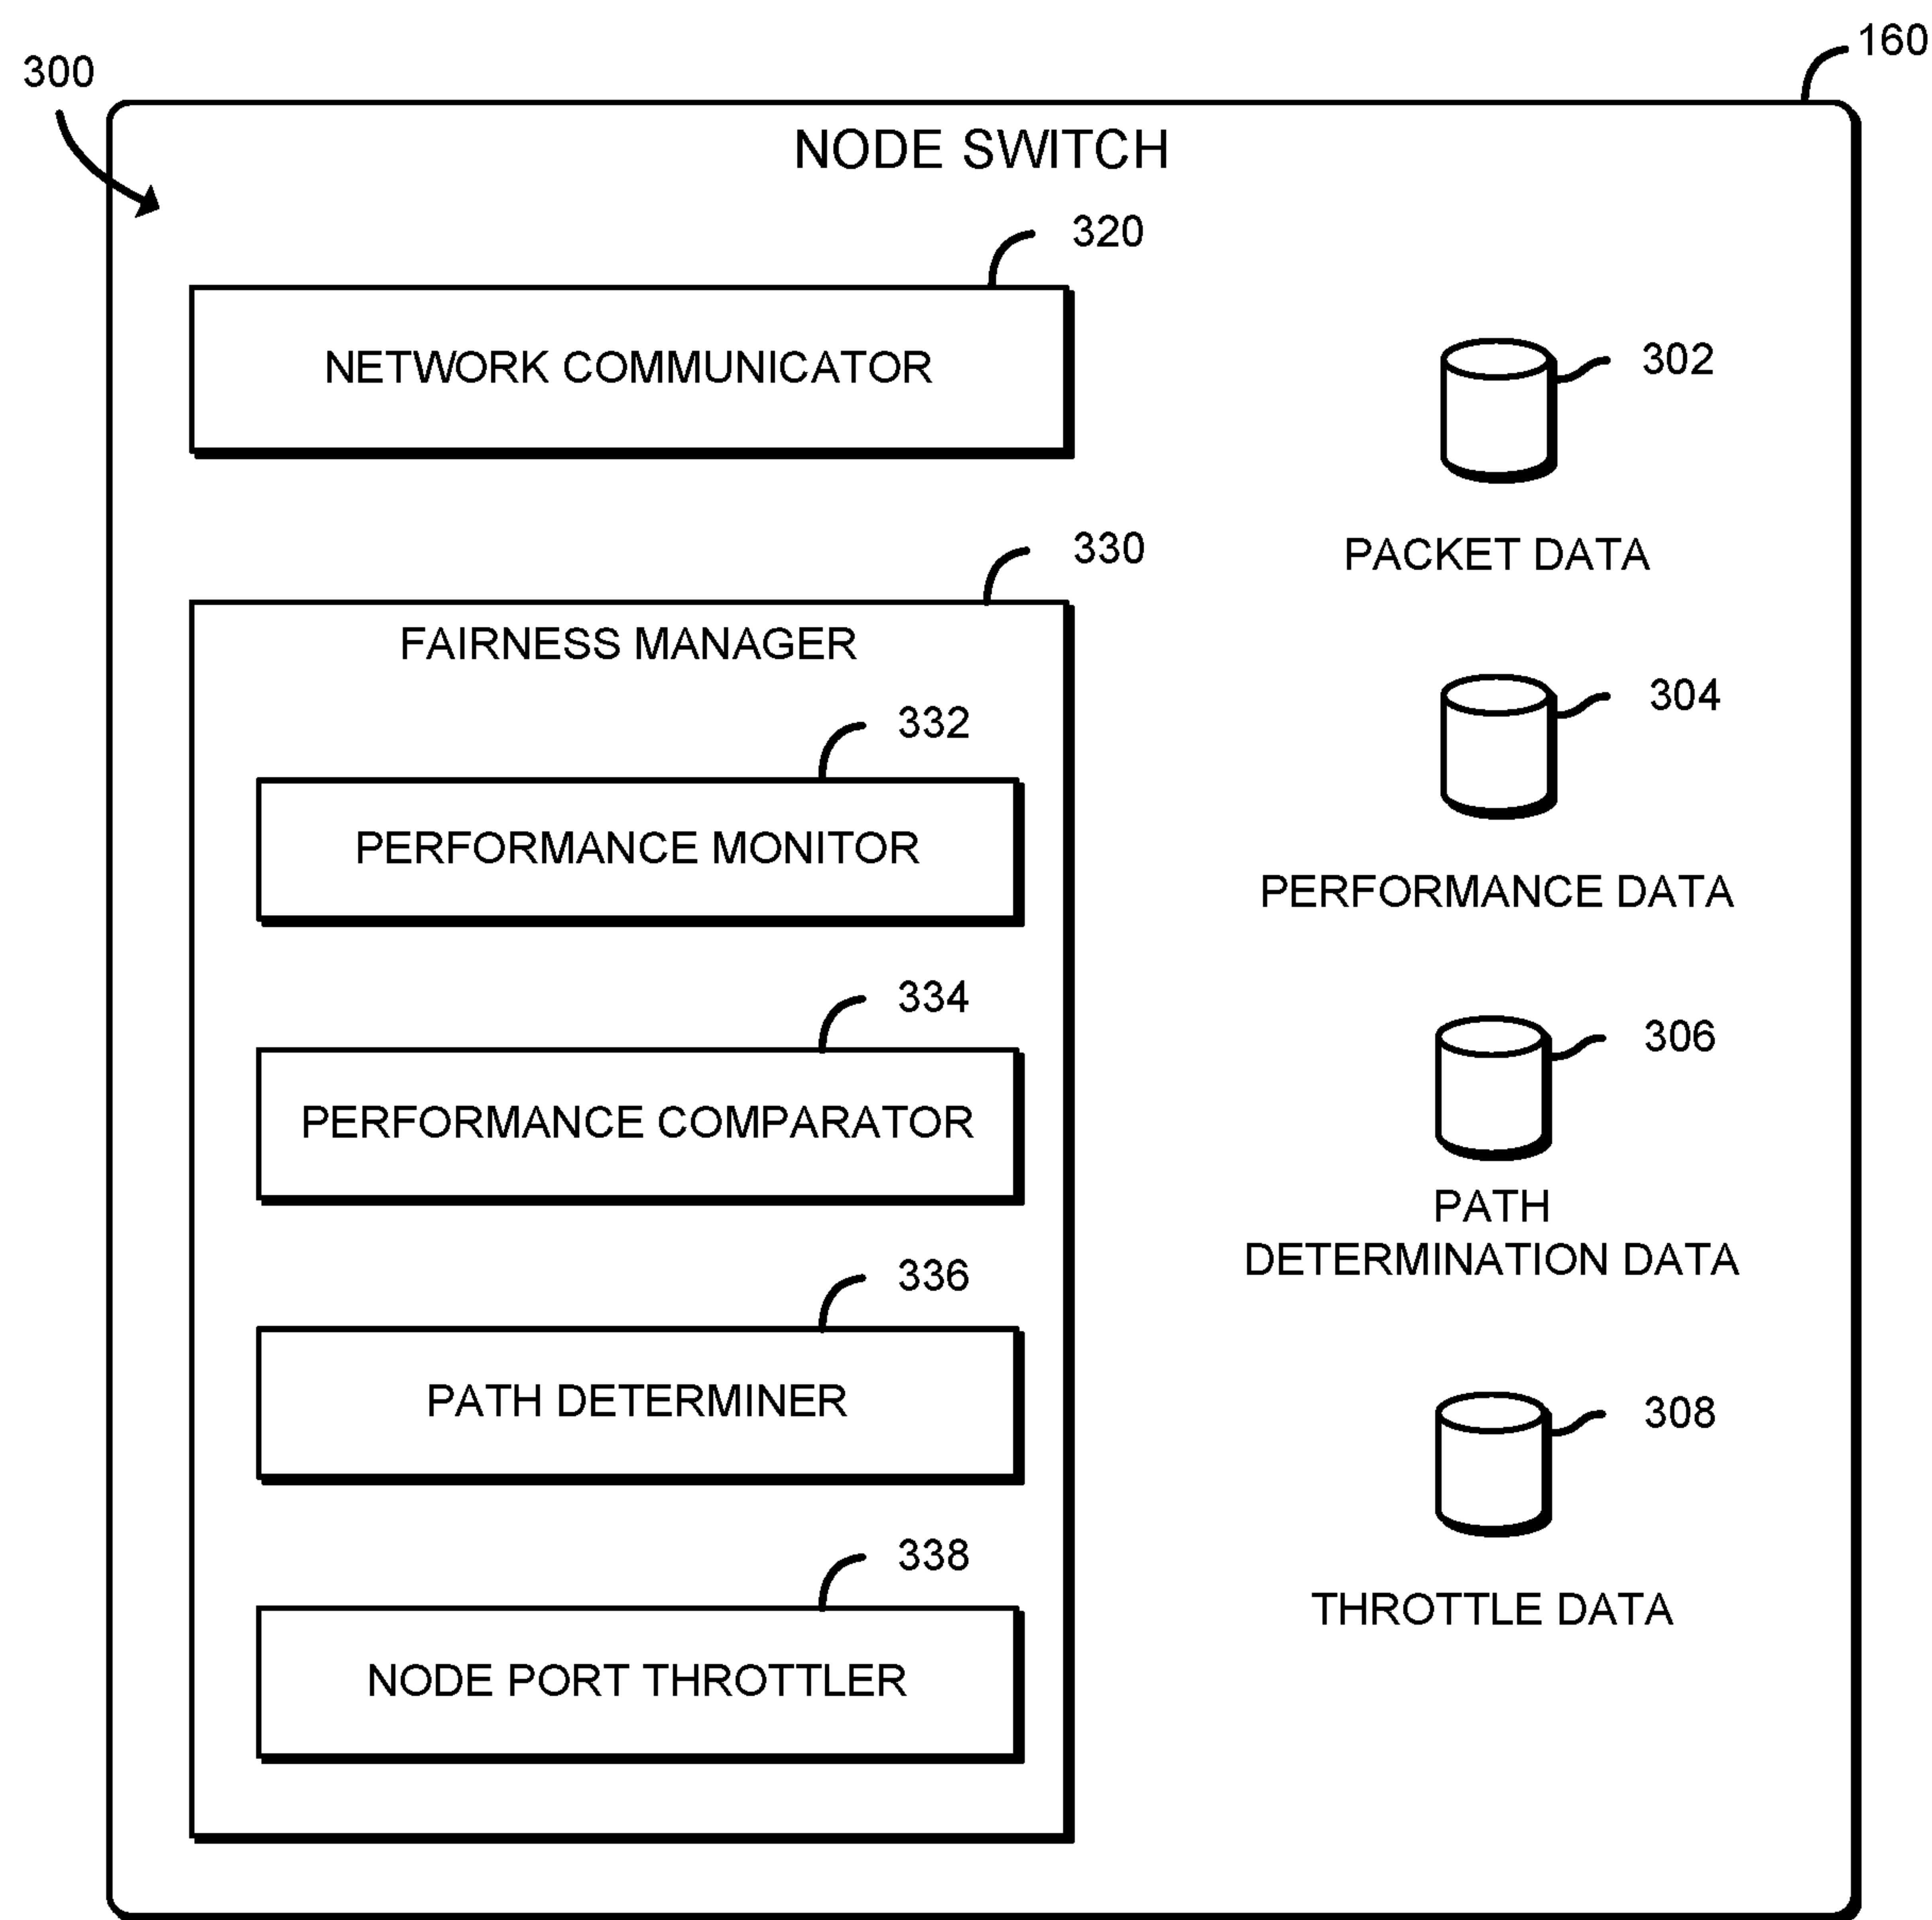 160
300
NODE SWITCH
320
NETWORK COMMUNICATOR
302
PACKET DATA
330
FAIRNESS MANAGER
332
PERFORMANCE MONITOR
304
PERFORMANCE DATA
334
PERFORMANCE COMPARATOR
306
PATH
DETERMINATION DATA
336
PATH DETERMINER
308
THROTTLE DATA
338
NODE PORT THROTTLER